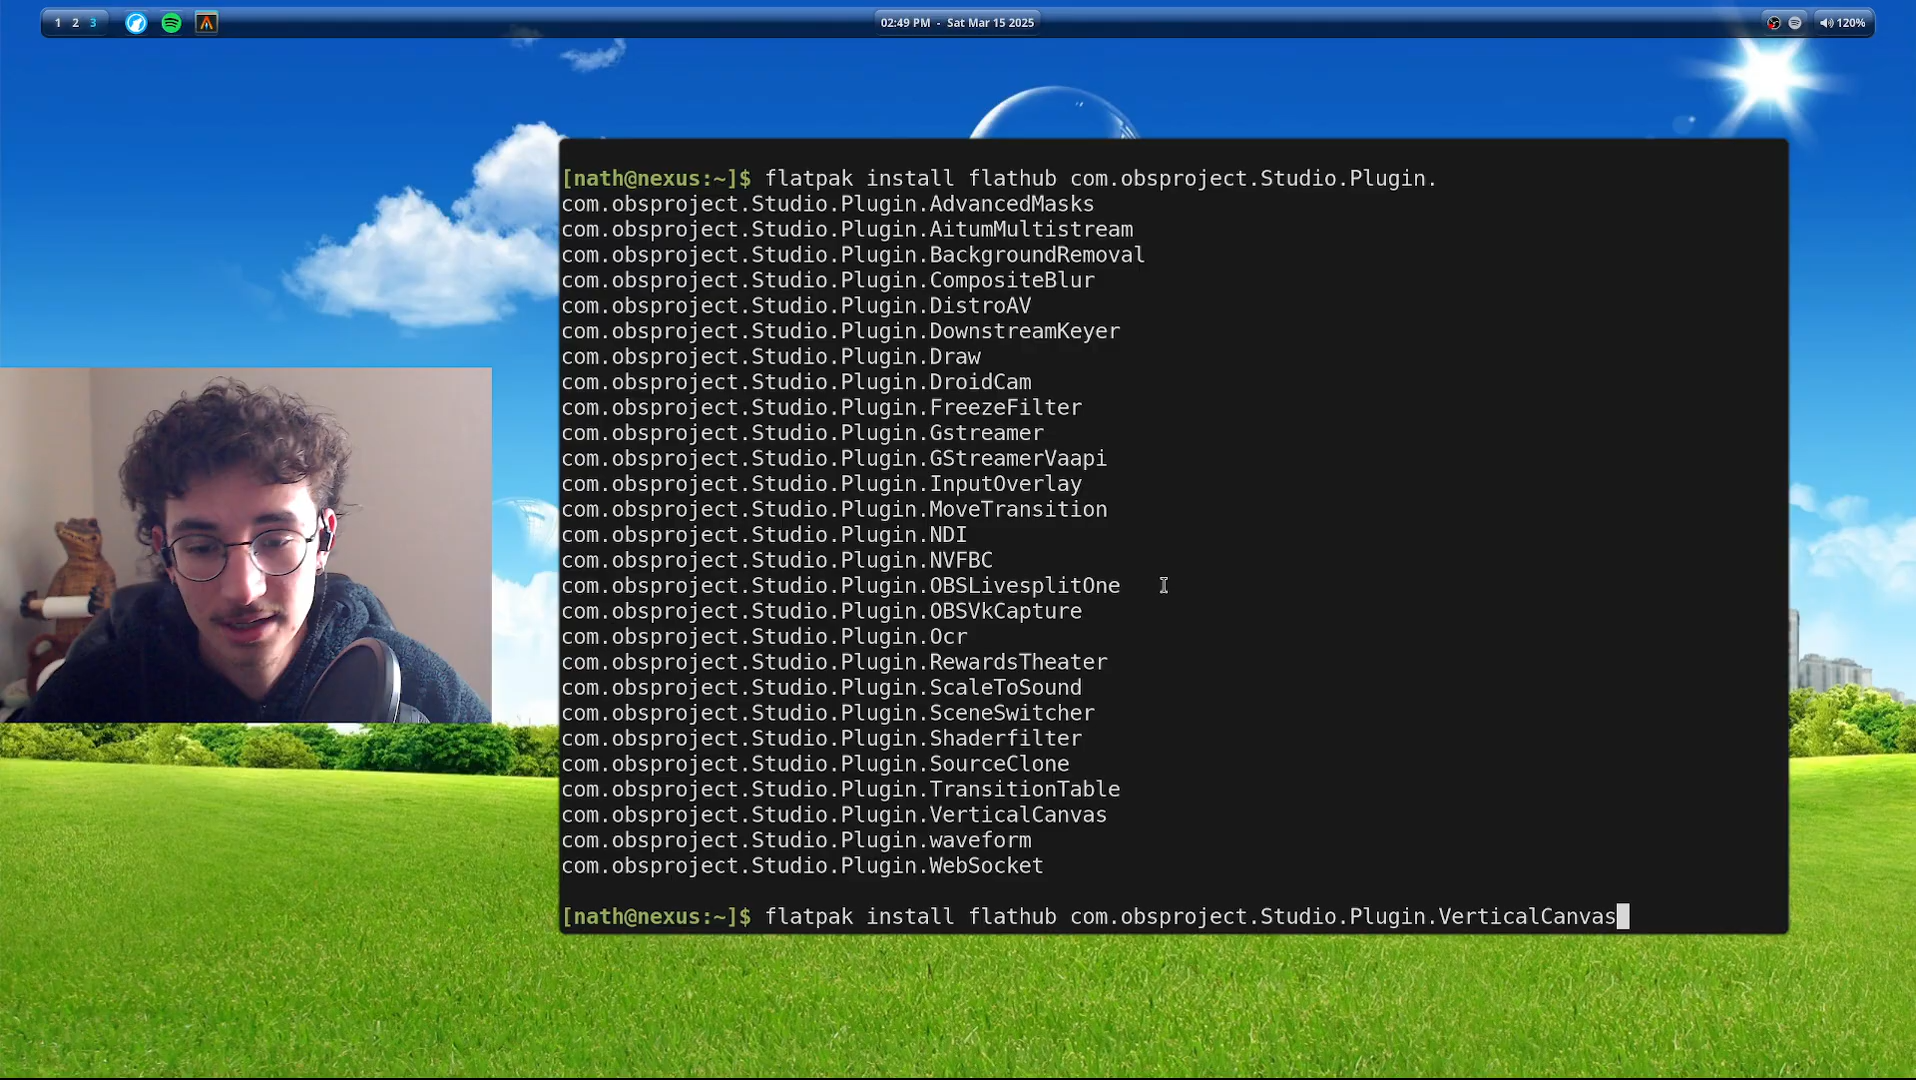 1 2 3
02:49 PM - Sat Mar 15 2025
120%
[nath@nexus:~]$ flatpak install flathub com.obsproject.Studio.Plugin.
com.obsproject.Studio.Plugin.AdvancedMasks
com.obsproject.Studio.Plugin.AitumMultistream
com.obsproject.Studio.Plugin.BackgroundRemoval
com.obsproject.Studio.Plugin.CompositeBlur
com.obsproject.Studio.Plugin.DistroAV
com.obsproject.Studio.Plugin.DownstreamKeyer
com.obsproject.Studio.Plugin.Draw
com.obsproject.Studio.Plugin.DroidCam
com.obsproject.Studio.Plugin.FreezeFilter
com.obsproject.Studio.Plugin.Gstreamer
com.obsproject.Studio.Plugin.GStreamerVaapi
com.obsproject.Studio.Plugin.InputOverlay
com.obsproject.Studio.Plugin.MoveTransition
com.obsproject.Studio.Plugin.NDI
com.obsproject.Studio.Plugin.NVFBC
com.obsproject.Studio.Plugin.OBSLivesplitOne
com.obsproject.Studio.Plugin.OBSVkCapture
com.obsproject.Studio.Plugin.Ocr
com.obsproject.Studio.Plugin.RewardsTheater
com.obsproject.Studio.Plugin.ScaleToSound
com.obsproject.Studio.Plugin.SceneSwitcher
com.obsproject.Studio.Plugin.Shaderfilter
com.obsproject.Studio.Plugin.SourceClone
com.obsproject.Studio.Plugin.TransitionTable
com.obsproject.Studio.Plugin.VerticalCanvas
com.obsproject.Studio.Plugin.waveform
com.obsproject.Studio.Plugin.WebSocket
[nath@nexus:~]$ flatpak install flathub com.obsproject.Studio.Plugin.VerticalCanvas